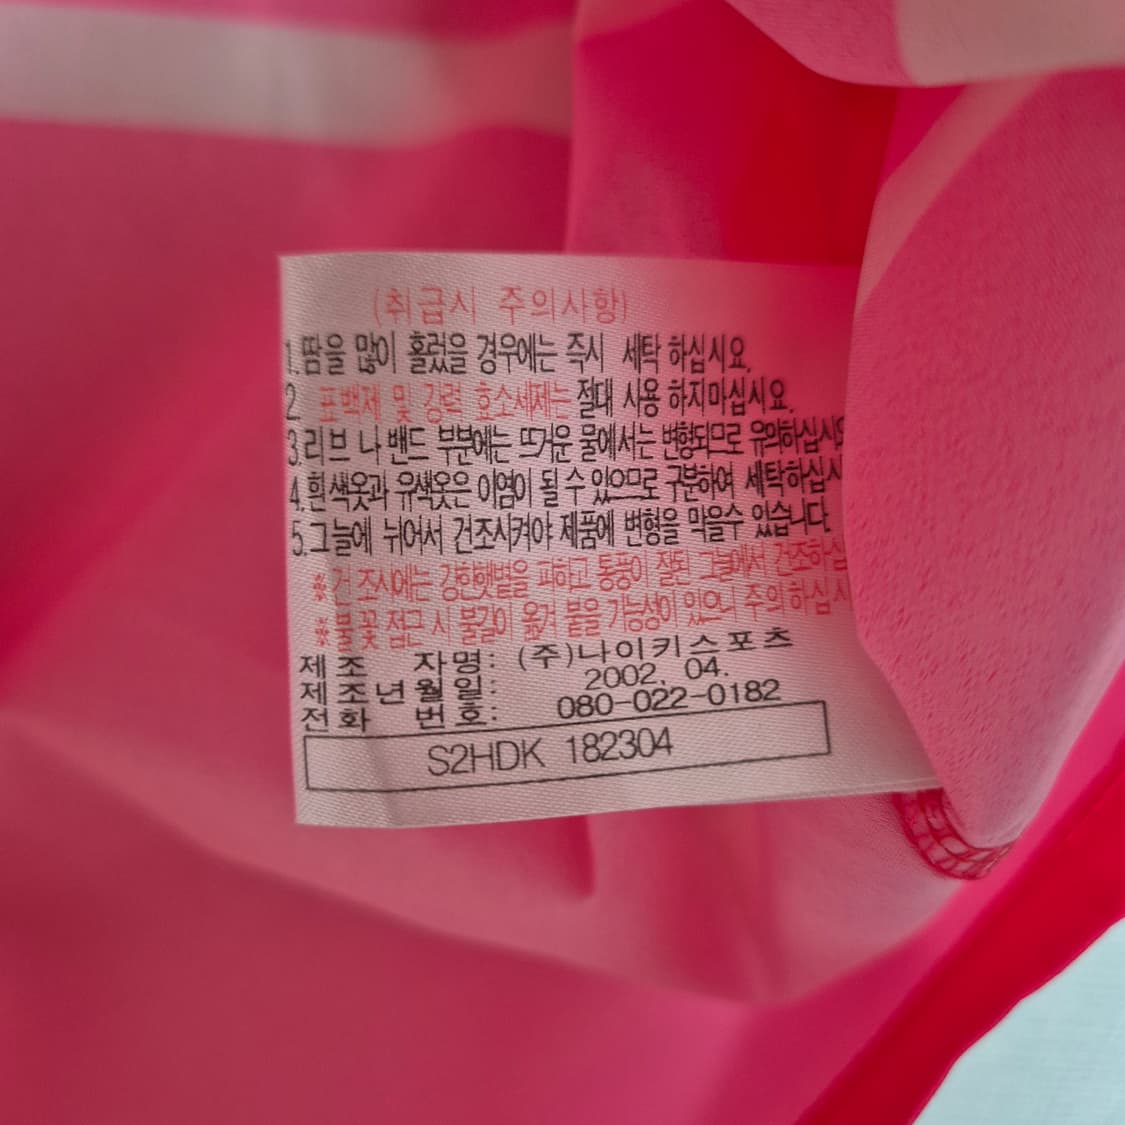 (취급시 주의사항)
1.땀을 많이 흘렸을 경우에는 즉시 세탁 하십시요.
2 표백제 및 강력 효소세제는 절대 사용 하지마십시요.
3.리브 나 밴드 부분에는 뜨거운 물에서는 변형되므로 유의하십시요
4.흰색옷과 유색옷은 이염이 될 수 있으므로 구분하여 세탁하십시
5.그늘에 뉘어서 건조시켜야 제품에 변형을 막을수 있습니다.
※건 조시에는 강한햇볕을 피하고 통풍이 잘된 그늘에서 건조하십
※불꽃 접근 시 불길이 옮겨 붙을 가능성이 있으니 주의 하십시
제조 자명: (주)나이키스포츠
제조년월일: 2002. 04.
전화 번호: 080-022-0182
S2HDK 182304